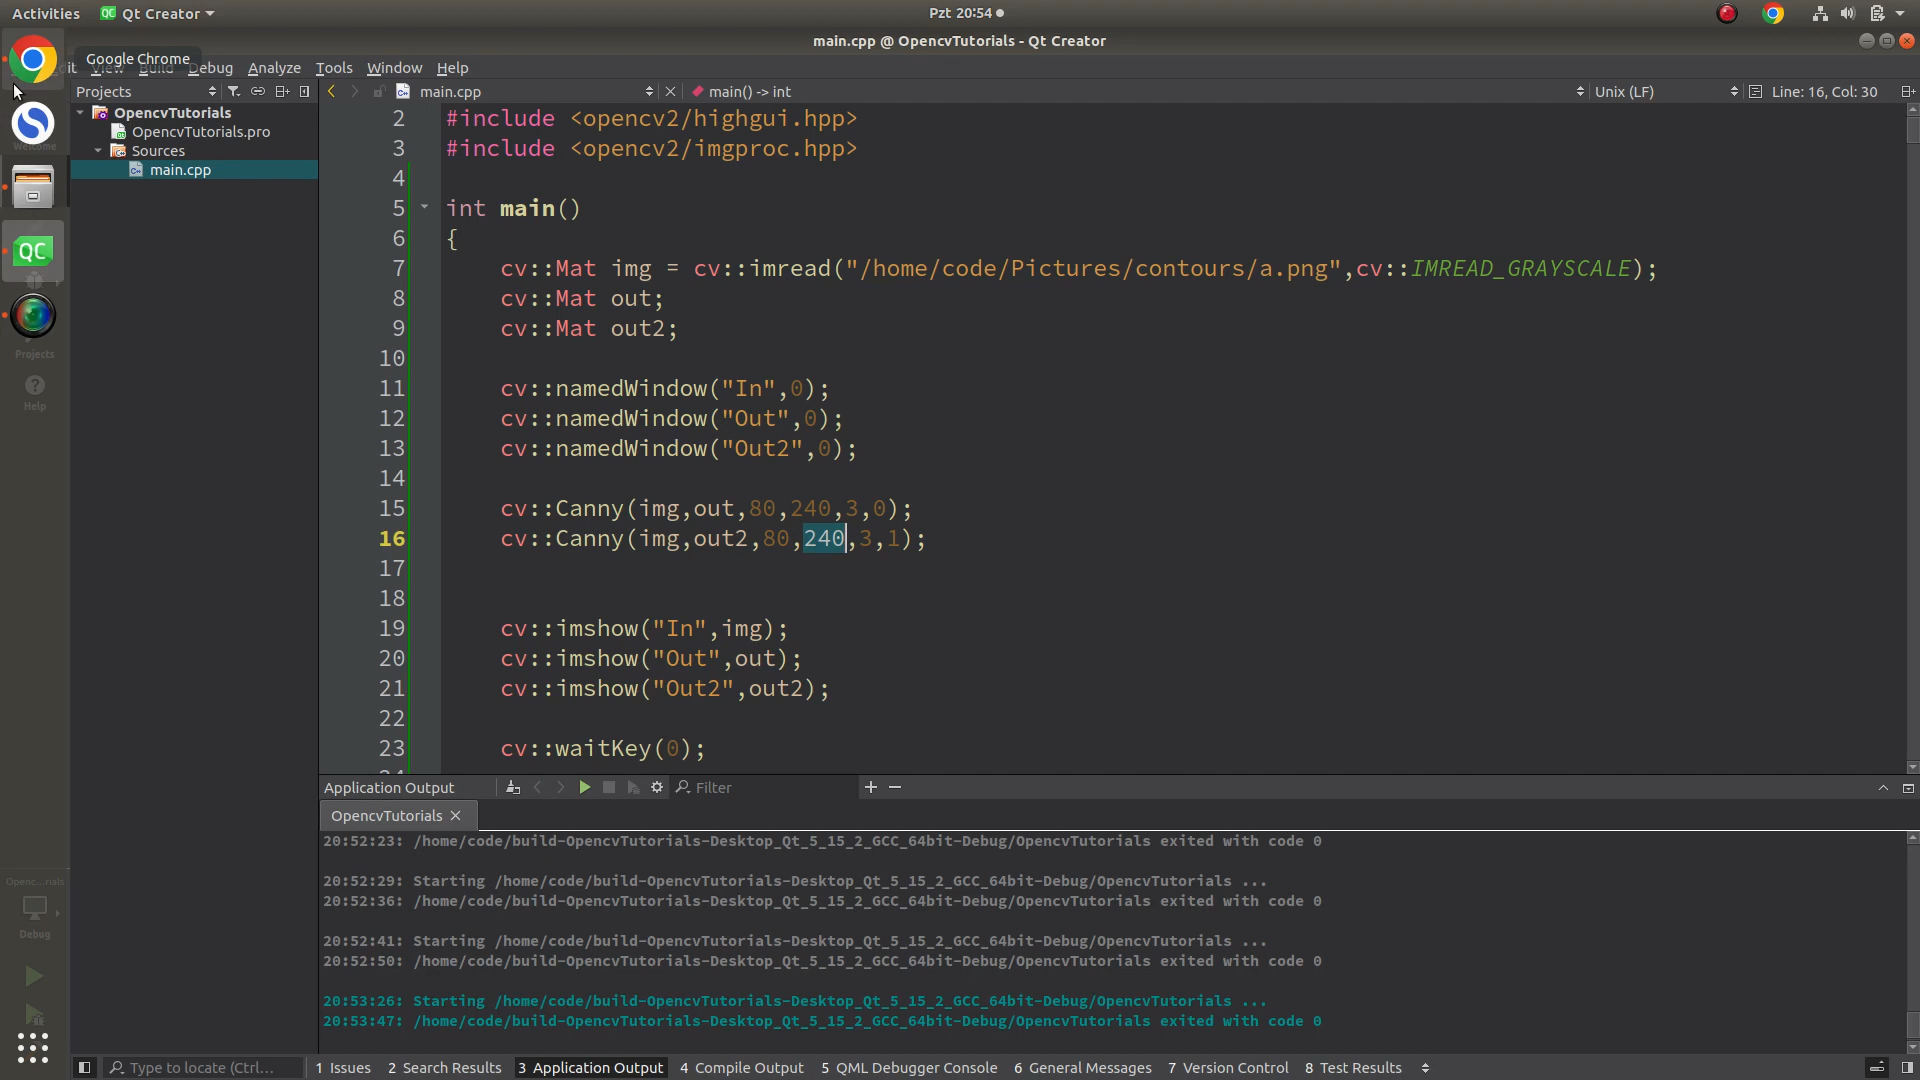 Activities Qt Creator Pzt 20:54
main.cpp @ OpencvTutorials - Qt Creator
Google Chrome
Edit View Build Debug Analyze Tools Window Help
Projects main.cpp main() -> int Unix (LF) Line: 16, Col: 30
OpencvTutorials
OpencvTutorials.pro
Sources
main.cpp
Welcome
Projects
Help
2 #include <opencv2/highgui.hpp>
3 #include <opencv2/imgproc.hpp>
4
5 int main()
6 {
7 cv::Mat img = cv::imread("/home/code/Pictures/contours/a.png",cv::IMREAD_GRAYSCALE);
8 cv::Mat out;
9 cv::Mat out2;
10
11 cv::namedWindow("In",0);
12 cv::namedWindow("Out",0);
13 cv::namedWindow("Out2",0);
14
15 cv::Canny(img,out,80,240,3,0);
16 cv::Canny(img,out2,80,240,3,1);
17
18
19 cv::imshow("In",img);
20 cv::imshow("Out",out);
21 cv::imshow("Out2",out2);
22
23 cv::waitKey(0);
Application Output Filter
OpencvTutorials
20:52:23: /home/code/build-OpencvTutorials-Desktop_Qt_5_15_2_GCC_64bit-Debug/OpencvTutorials exited with code 0
20:52:29: Starting /home/code/build-OpencvTutorials-Desktop_Qt_5_15_2_GCC_64bit-Debug/OpencvTutorials ...
20:52:36: /home/code/build-OpencvTutorials-Desktop_Qt_5_15_2_GCC_64bit-Debug/OpencvTutorials exited with code 0
20:52:41: Starting /home/code/build-OpencvTutorials-Desktop_Qt_5_15_2_GCC_64bit-Debug/OpencvTutorials ...
20:52:50: /home/code/build-OpencvTutorials-Desktop_Qt_5_15_2_GCC_64bit-Debug/OpencvTutorials exited with code 0
20:53:26: Starting /home/code/build-OpencvTutorials-Desktop_Qt_5_15_2_GCC_64bit-Debug/OpencvTutorials ...
20:53:47: /home/code/build-OpencvTutorials-Desktop_Qt_5_15_2_GCC_64bit-Debug/OpencvTutorials exited with code 0
Openc...rials
Debug
Type to locate (Ctrl... 1 Issues 2 Search Results 3 Application Output 4 Compile Output 5 QML Debugger Console 6 General Messages 7 Version Control 8 Test Results